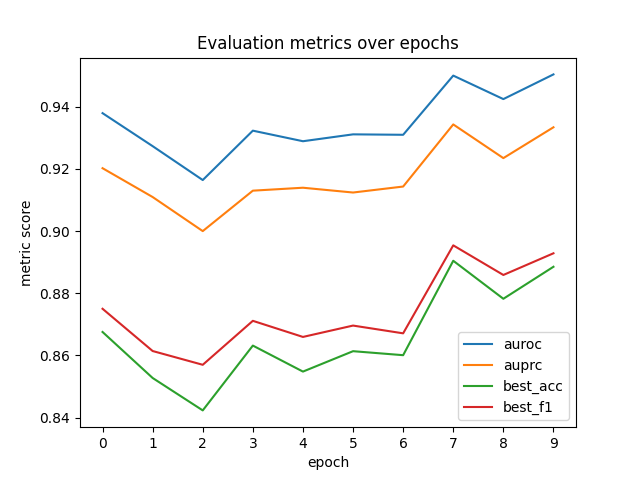 Evaluation metrics over epochs
metric score
0.94
0.92
0.90
0.88
0.86
0.84
auroc
auprc
best_acc
best_f1
0 1 2 3 4 5 6 7 8 9
epoch